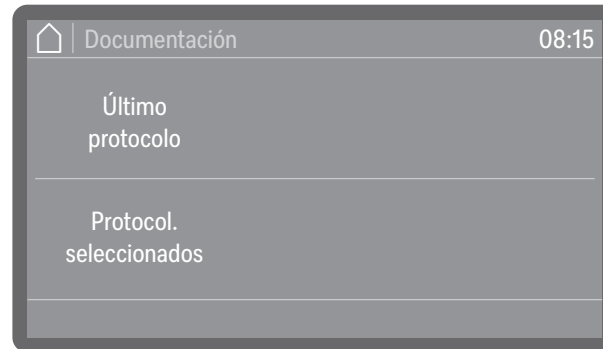 Documentación 08:15
Último
protocolo
Protocol.
seleccionados